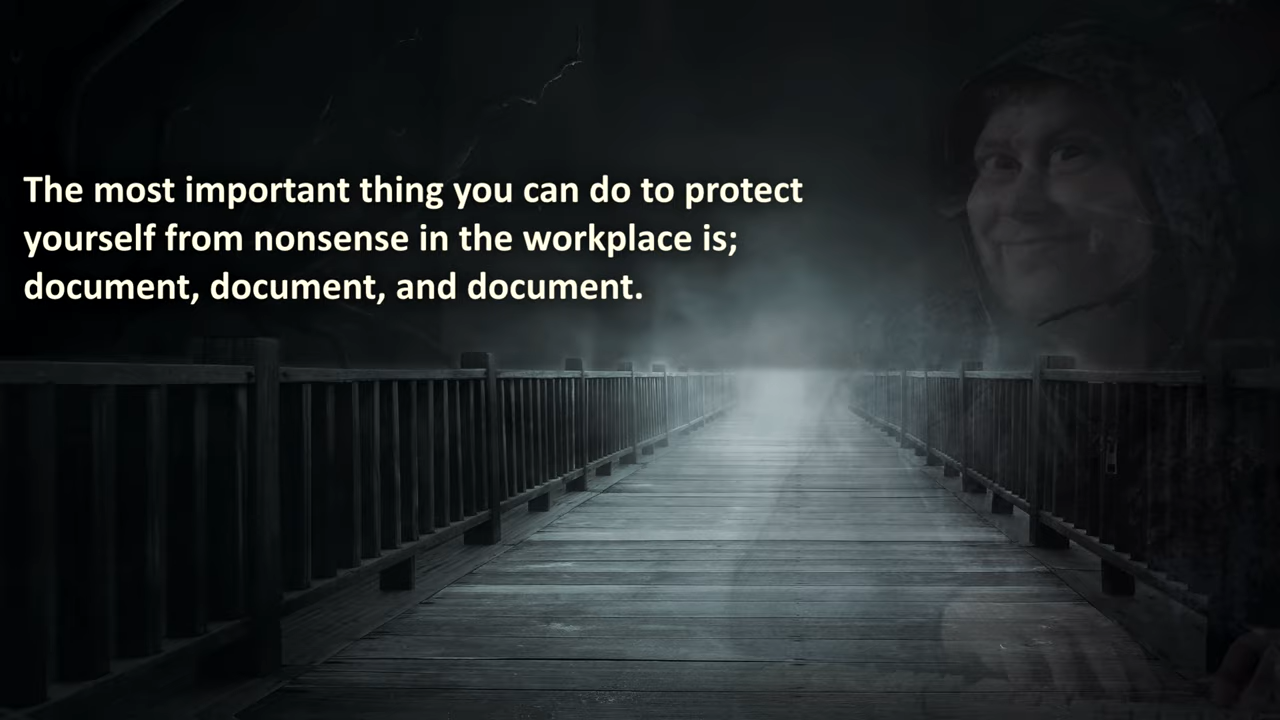 The most important thing you can do to protect
yourself from nonsense in the workplace is;
document, document, and document.